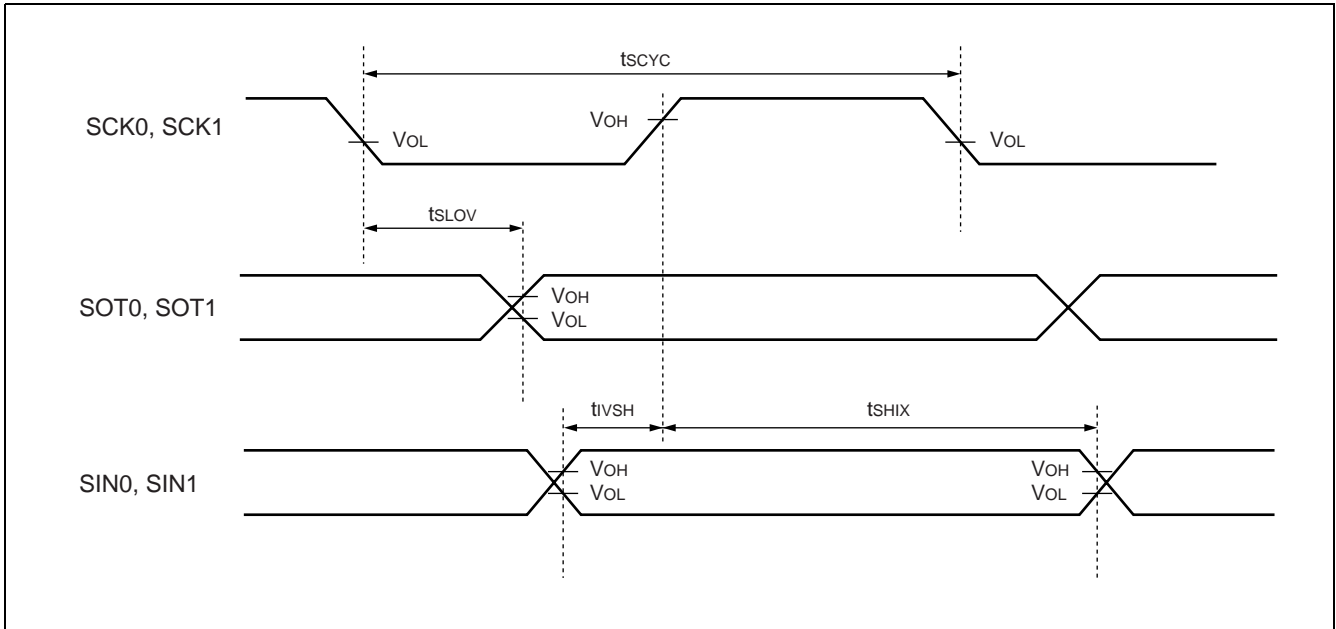 tSCYC
SCK0, SCK1
VOH
VOL
VOL
tSLOV
SOT0, SOT1
VOH
VOL
tIVSH
tSHIX
SIN0, SIN1
VOH
VOL
VOH
VOL